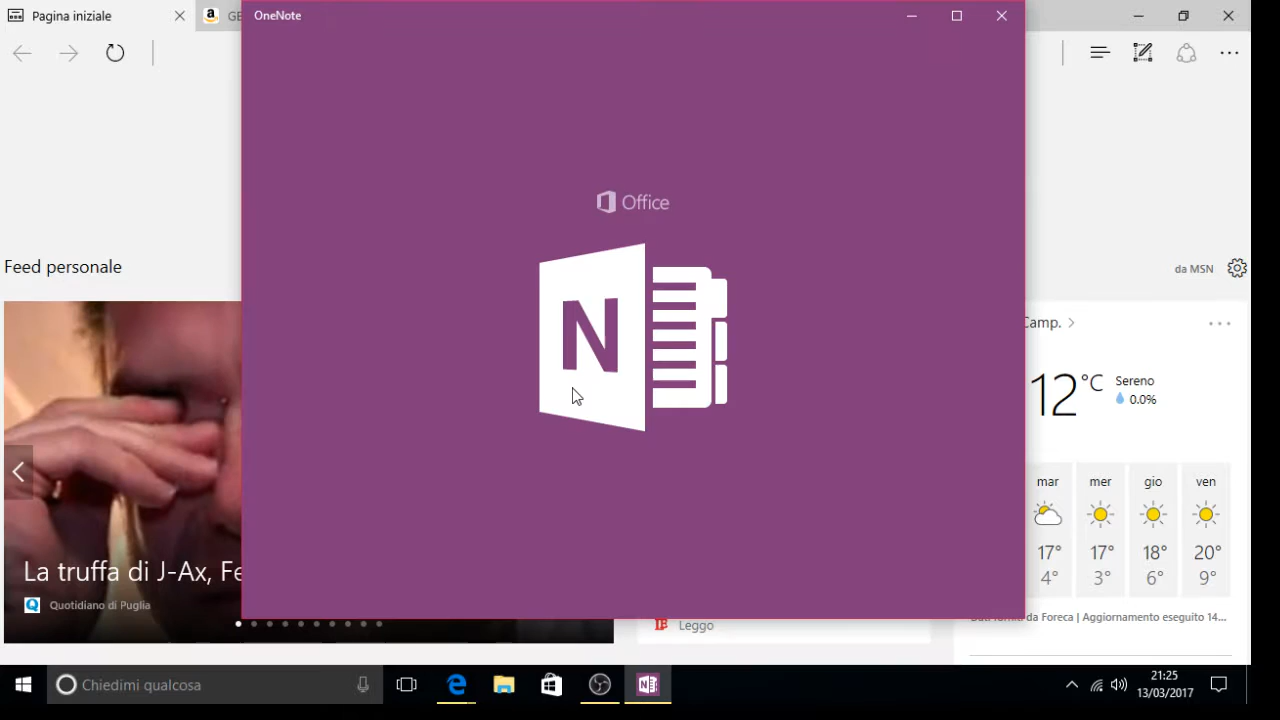 Pagina iniziale
GE
OneNote
Office
N
Feed personale
da MSN
Camp.
12 °C
Sereno
0.0%
mar mer gio ven
17° 17° 18° 20°
4° 3° 6° 9°
La truffa di J-Ax, Fe
Quotidiano di Puglia
Leggo
Dati forniti da Foreca | Aggiornamento eseguito 14...
Chiedimi qualcosa
21:25
13/03/2017